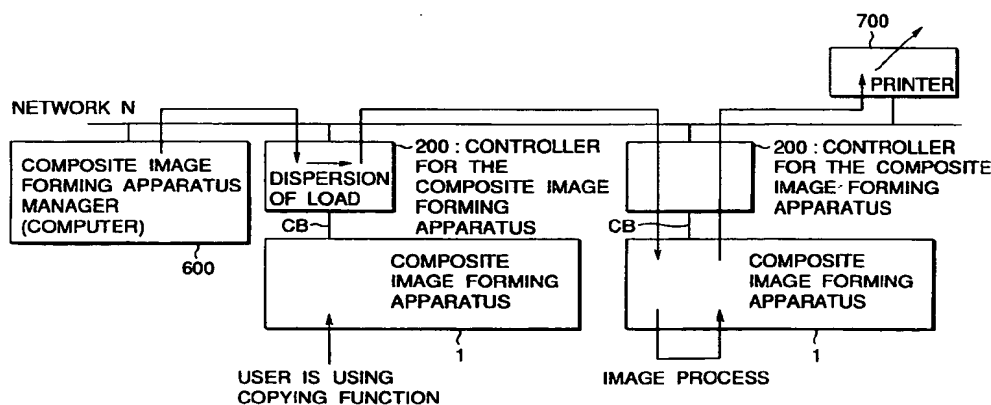 700
PRINTER
NETWORK N
COMPOSITE IMAGE
FORMING APPARATUS
MANAGER
(COMPUTER)
600
DISPERSION
OF LOAD
200 : CONTROLLER
FOR THE
COMPOSITE IMAGE
FORMING
APPARATUS
CB
COMPOSITE
IMAGE FORMING
APPARATUS
1
USER IS USING
COPYING FUNCTION
200 : CONTROLLER
FOR THE COMPOSITE
IMAGE FORMING
APPARATUS
CB
COMPOSITE
IMAGE FORMING
APPARATUS
1
IMAGE PROCESS